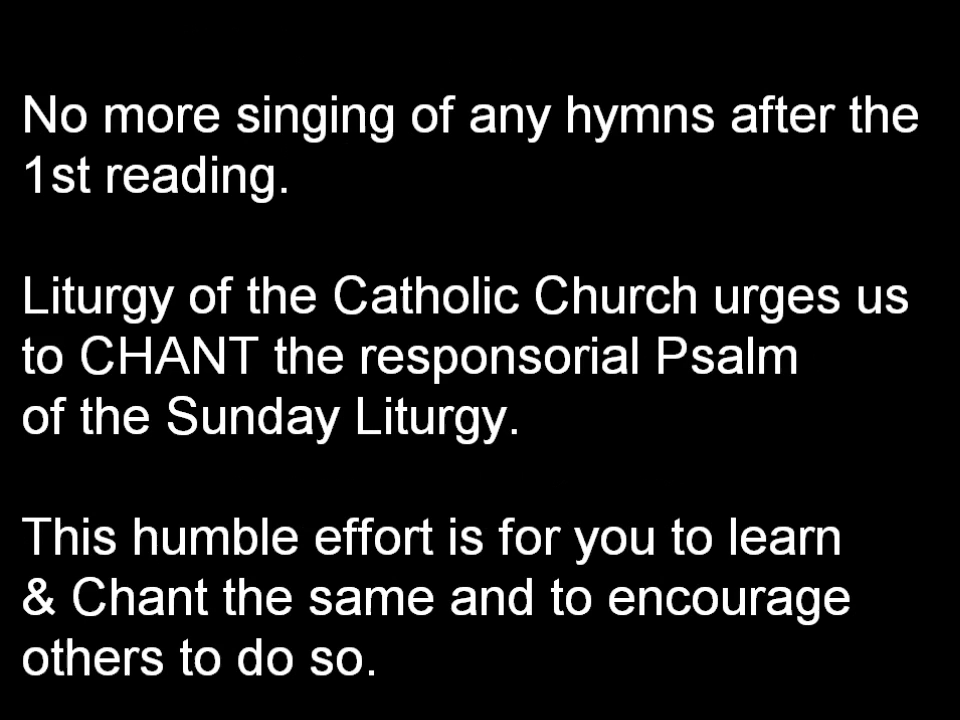 No more singing of any hymns after the
1st reading.
Liturgy of the Catholic Church urges us
to CHANT the responsorial Psalm
of the Sunday Liturgy.
This humble effort is for you to learn
& Chant the same and to encourage
others to do so.